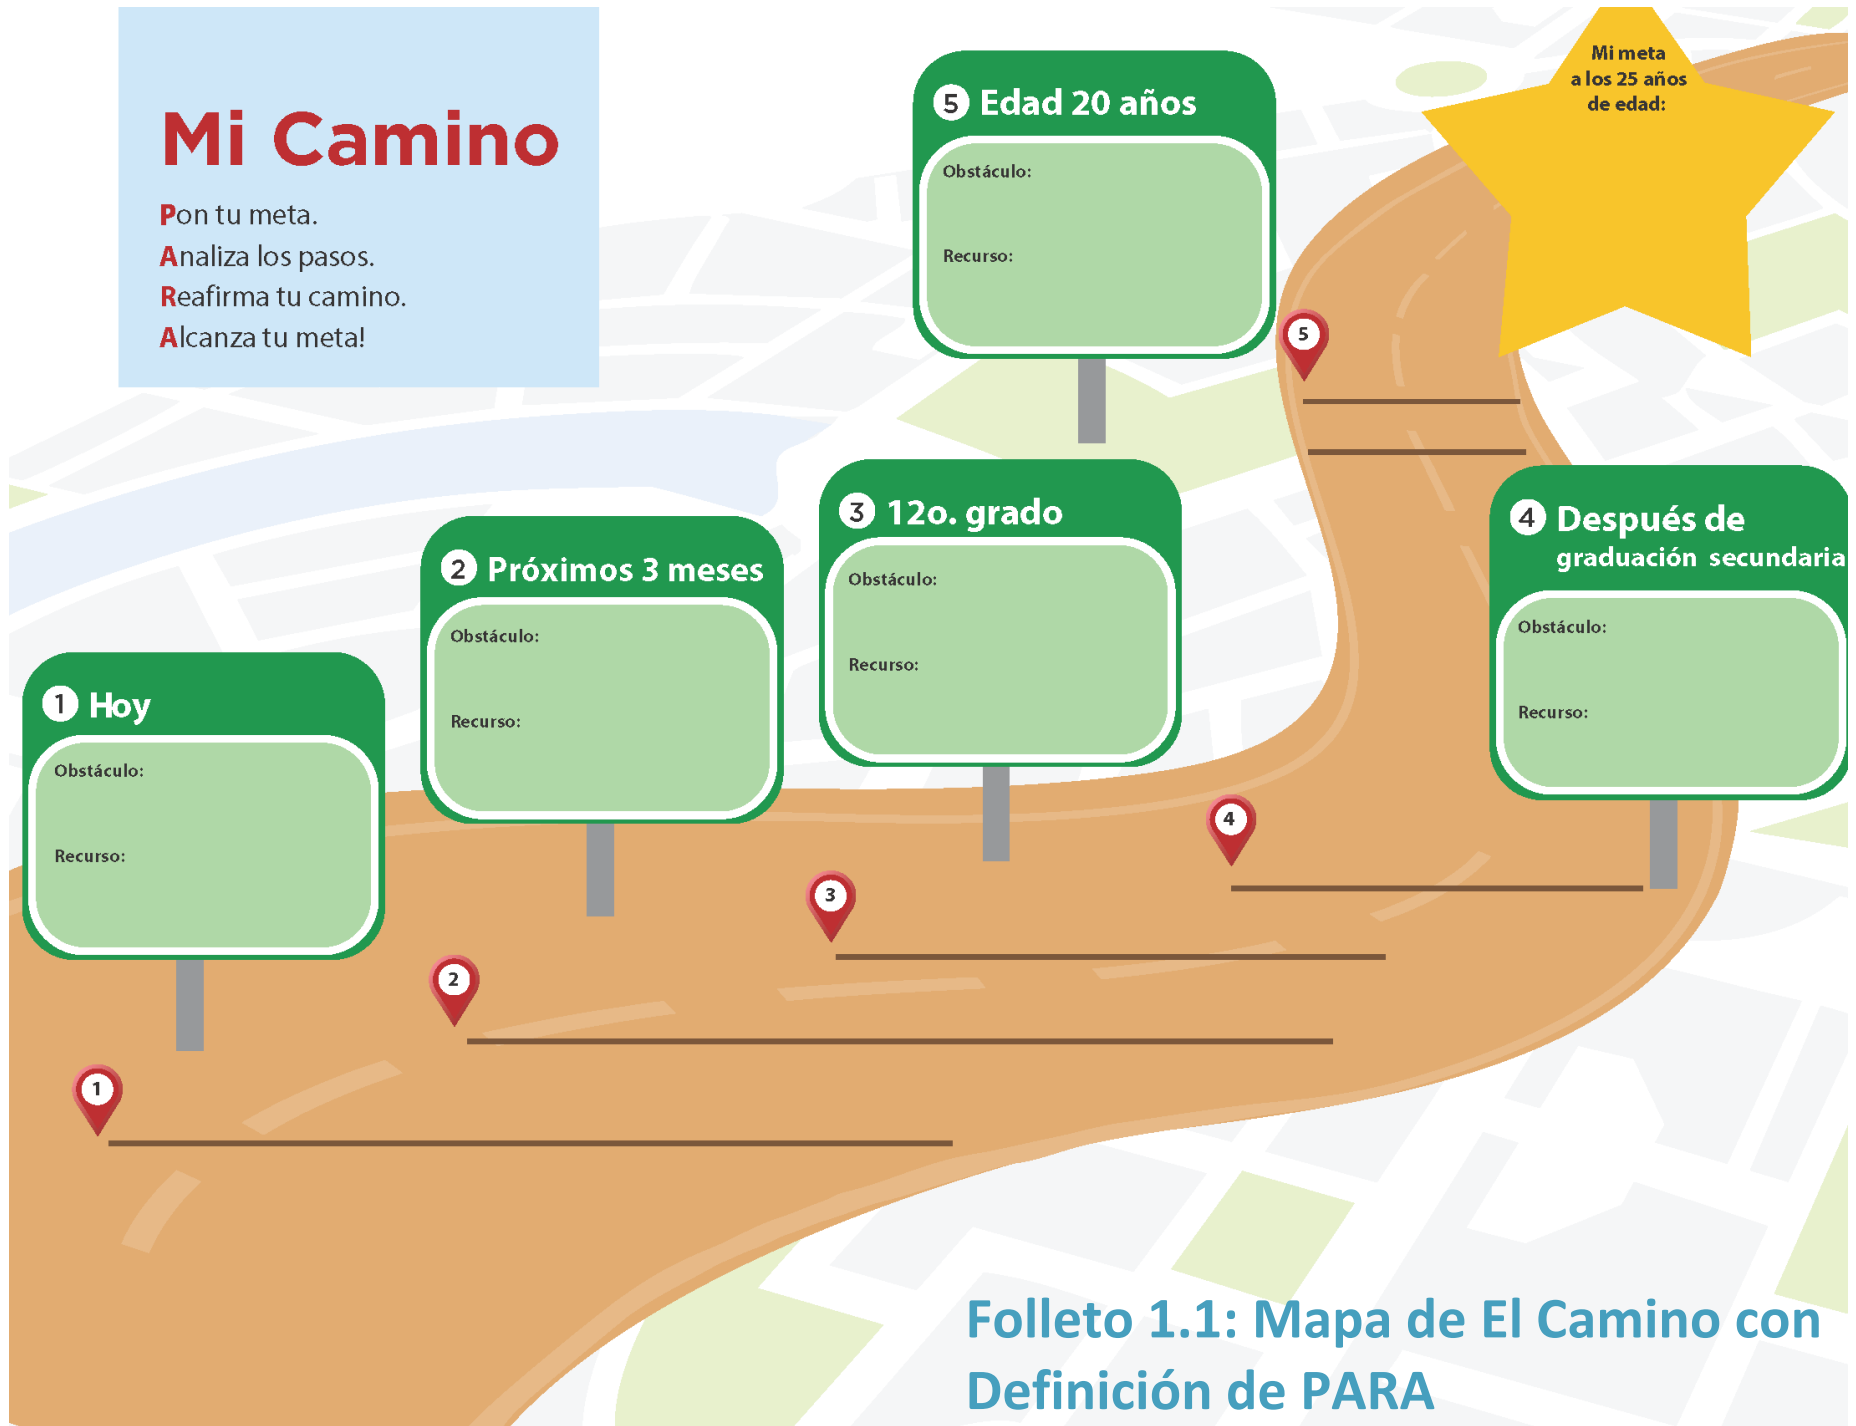 Mi Camino
Pon tu meta.
Analiza los pasos.
Reafirma tu camino.
Alcanza tu meta!
Mi meta
a los 25 años
de edad:
5 Edad 20 años
Obstáculo:
Recurso:
5
3 12o. grado
Obstáculo:
Recurso:
4 Después de
graduación secundaria
Obstáculo:
Recurso:
2 Próximos 3 meses
Obstáculo:
Recurso:
1 Hoy
Obstáculo:
Recurso:
4
3
2
1
Folleto 1.1: Mapa de El Camino con
Definición de PARA